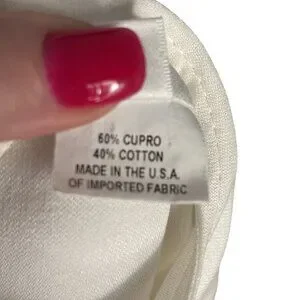 60% CUPRO
40% COTTON
MADE IN THE U.S.A.
OF IMPORTED FABRIC